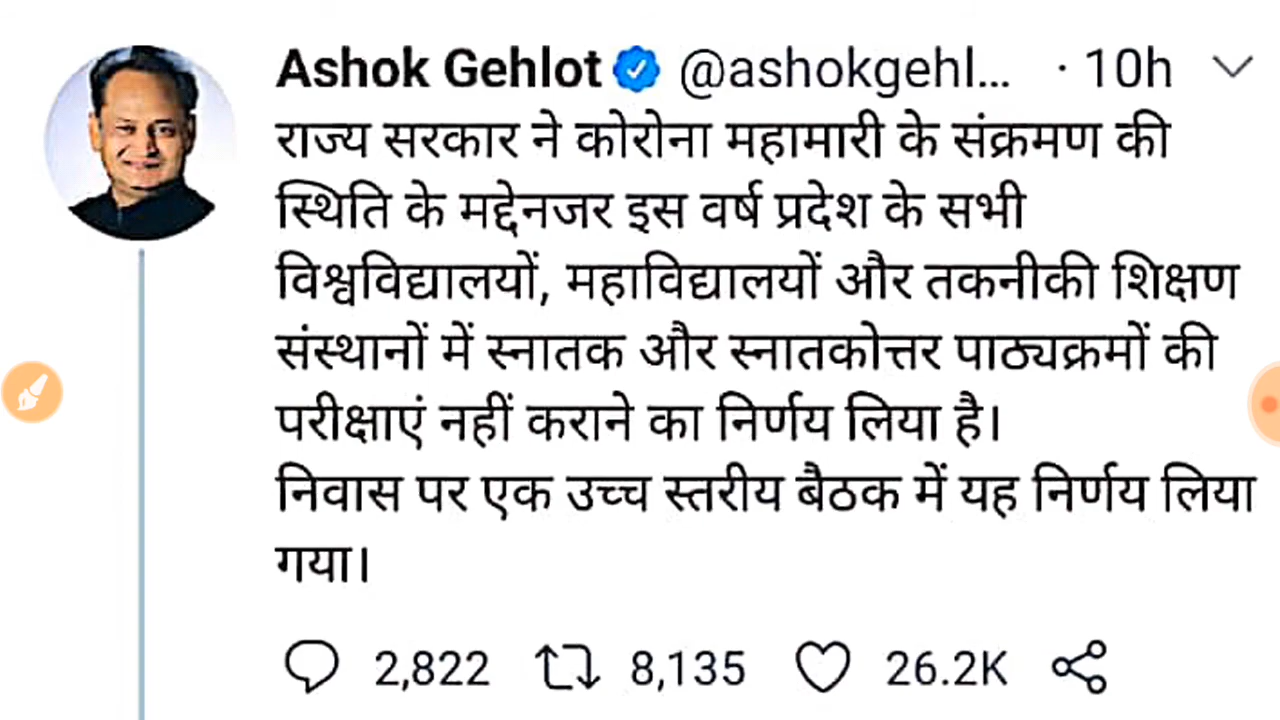 Ashok Gehlot @ashokgehl... · 10h
राज्य सरकार ने कोरोना महामारी के संक्रमण की
स्थिति के मद्देनजर इस वर्ष प्रदेश के सभी
विश्वविद्यालयों, महाविद्यालयों और तकनीकी शिक्षण
संस्थानों में स्नातक और स्नातकोत्तर पाठ्यक्रमों की
परीक्षाएं नहीं कराने का निर्णय लिया है।
निवास पर एक उच्च स्तरीय बैठक में यह निर्णय लिया
गया।
2,822 8,135 26.2K